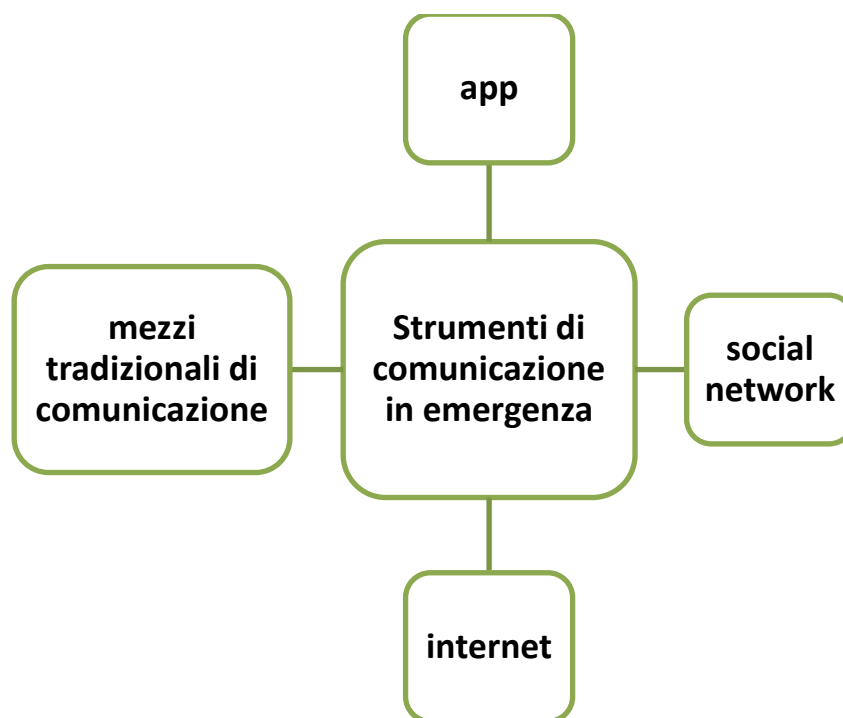 app
mezzi
tradizionali di
comunicazione
Strumenti di
comunicazione
in emergenza
social
network
internet